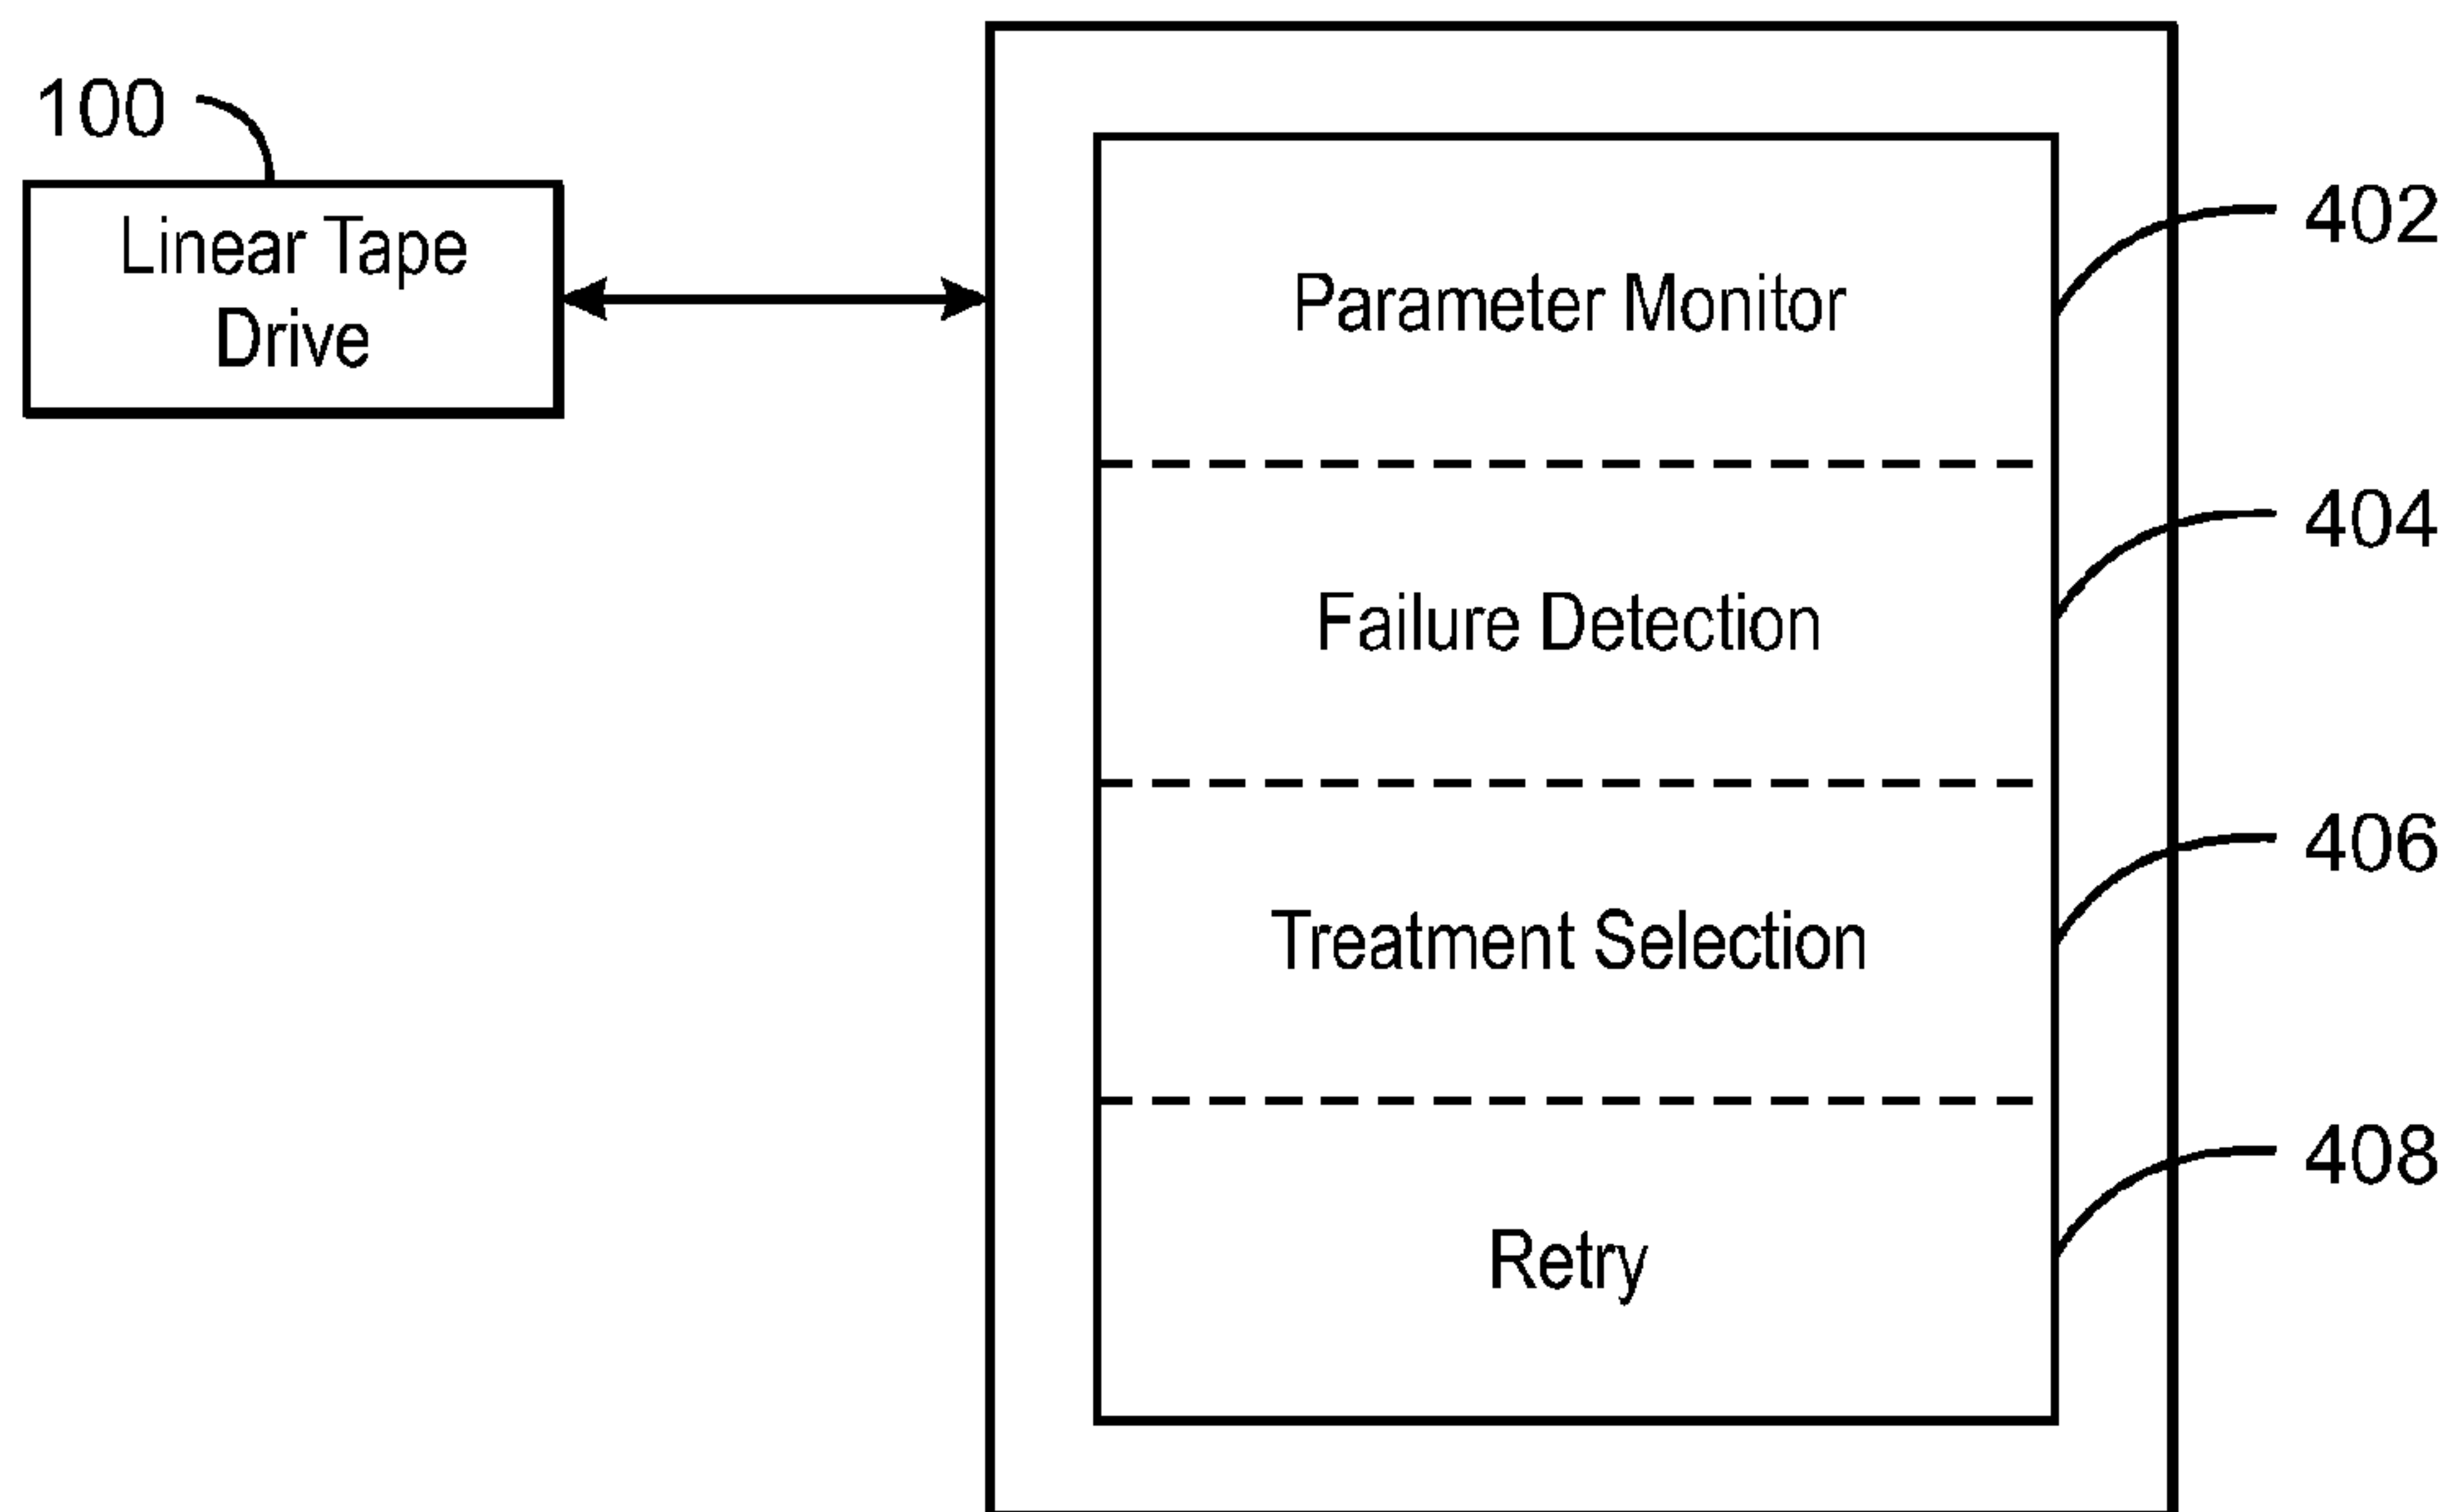 100
Linear Tape
Drive
Parameter Monitor
402
Failure Detection
404
Treatment Selection
406
Retry
408